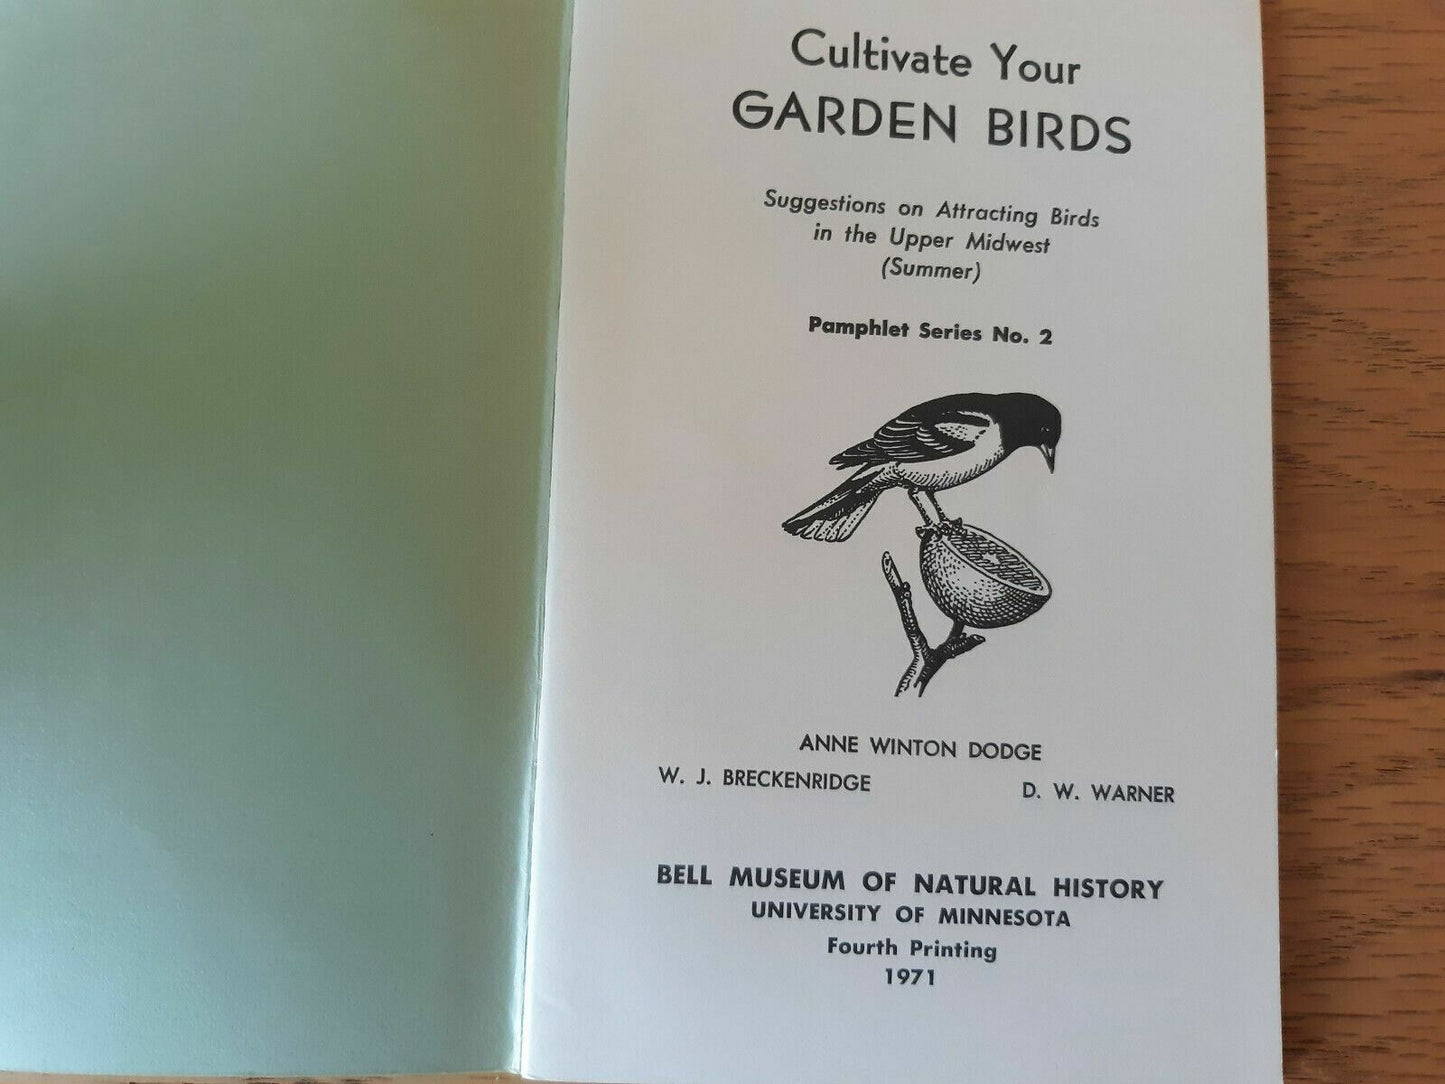 Cultivate Your
GARDEN BIRDS
Suggestions on Attracting Birds
in the Upper Midwest
(Summer)
Pamphlet Series No. 2
ANNE WINTON DODGE
W. J. BRECKENRIDGE D. W. WARNER
BELL MUSEUM OF NATURAL HISTORY
UNIVERSITY OF MINNESOTA
Fourth Printing
1971